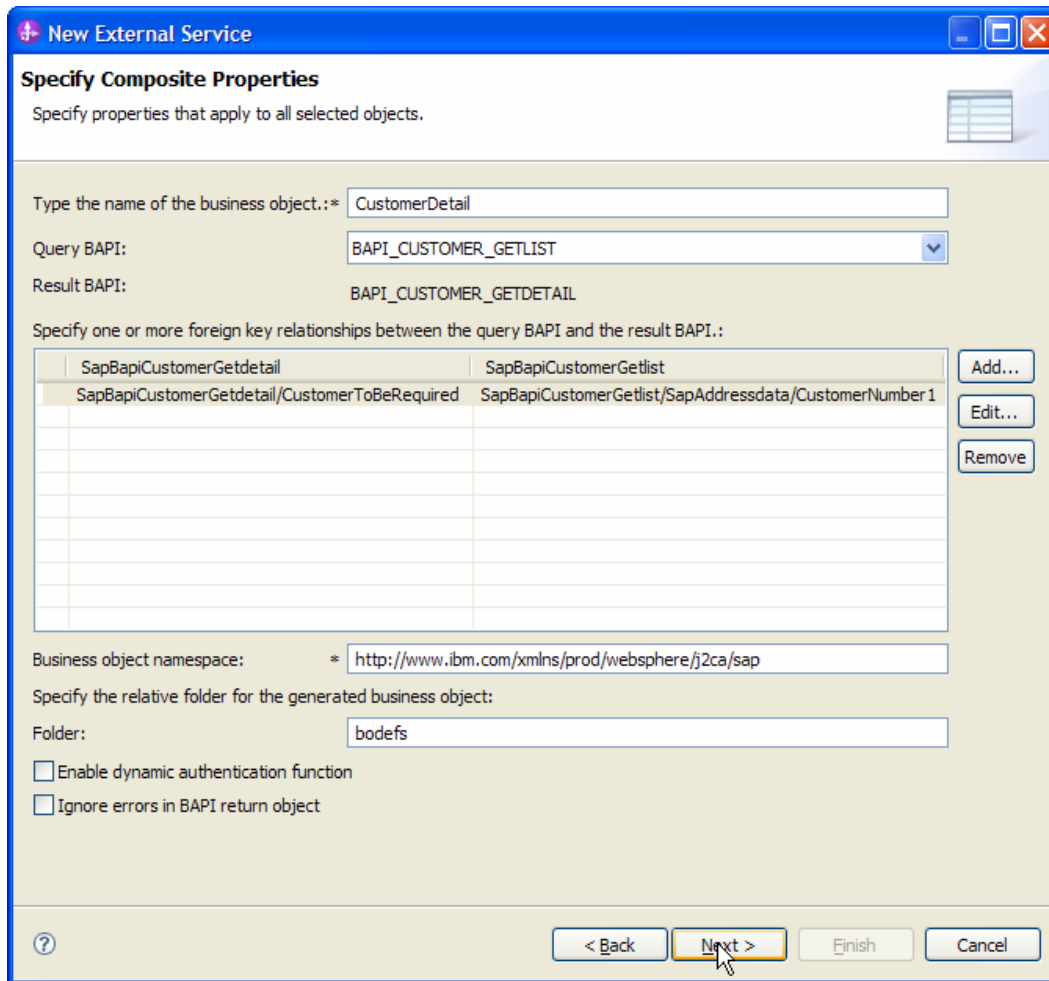 New External Service
Specify Composite Properties
Specify properties that apply to all selected objects.
Type the name of the business object.:* CustomerDetail
Query BAPI: BAPI_CUSTOMER_GETLIST
Result BAPI: BAPI_CUSTOMER_GETDETAIL
Specify one or more foreign key relationships between the query BAPI and the result BAPI.:
SapBapiCustomerGetdetail SapBapiCustomerGetlist Add...
SapBapiCustomerGetdetail/CustomerToBeRequired SapBapiCustomerGetlist/SapAddressdata/CustomerNumber1
Edit...
Remove
Business object namespace: * http://www.ibm.com/xmlns/prod/websphere/j2ca/sap
Specify the relative folder for the generated business object:
Folder: bodefs
Enable dynamic authentication function
Ignore errors in BAPI return object
? < Back Next > Finish Cancel